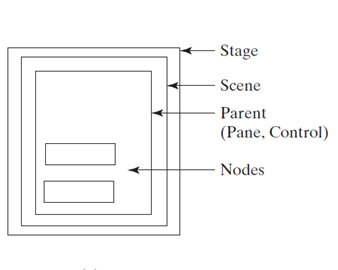 Stage
Scene
Parent
(Pane, Control)
Nodes